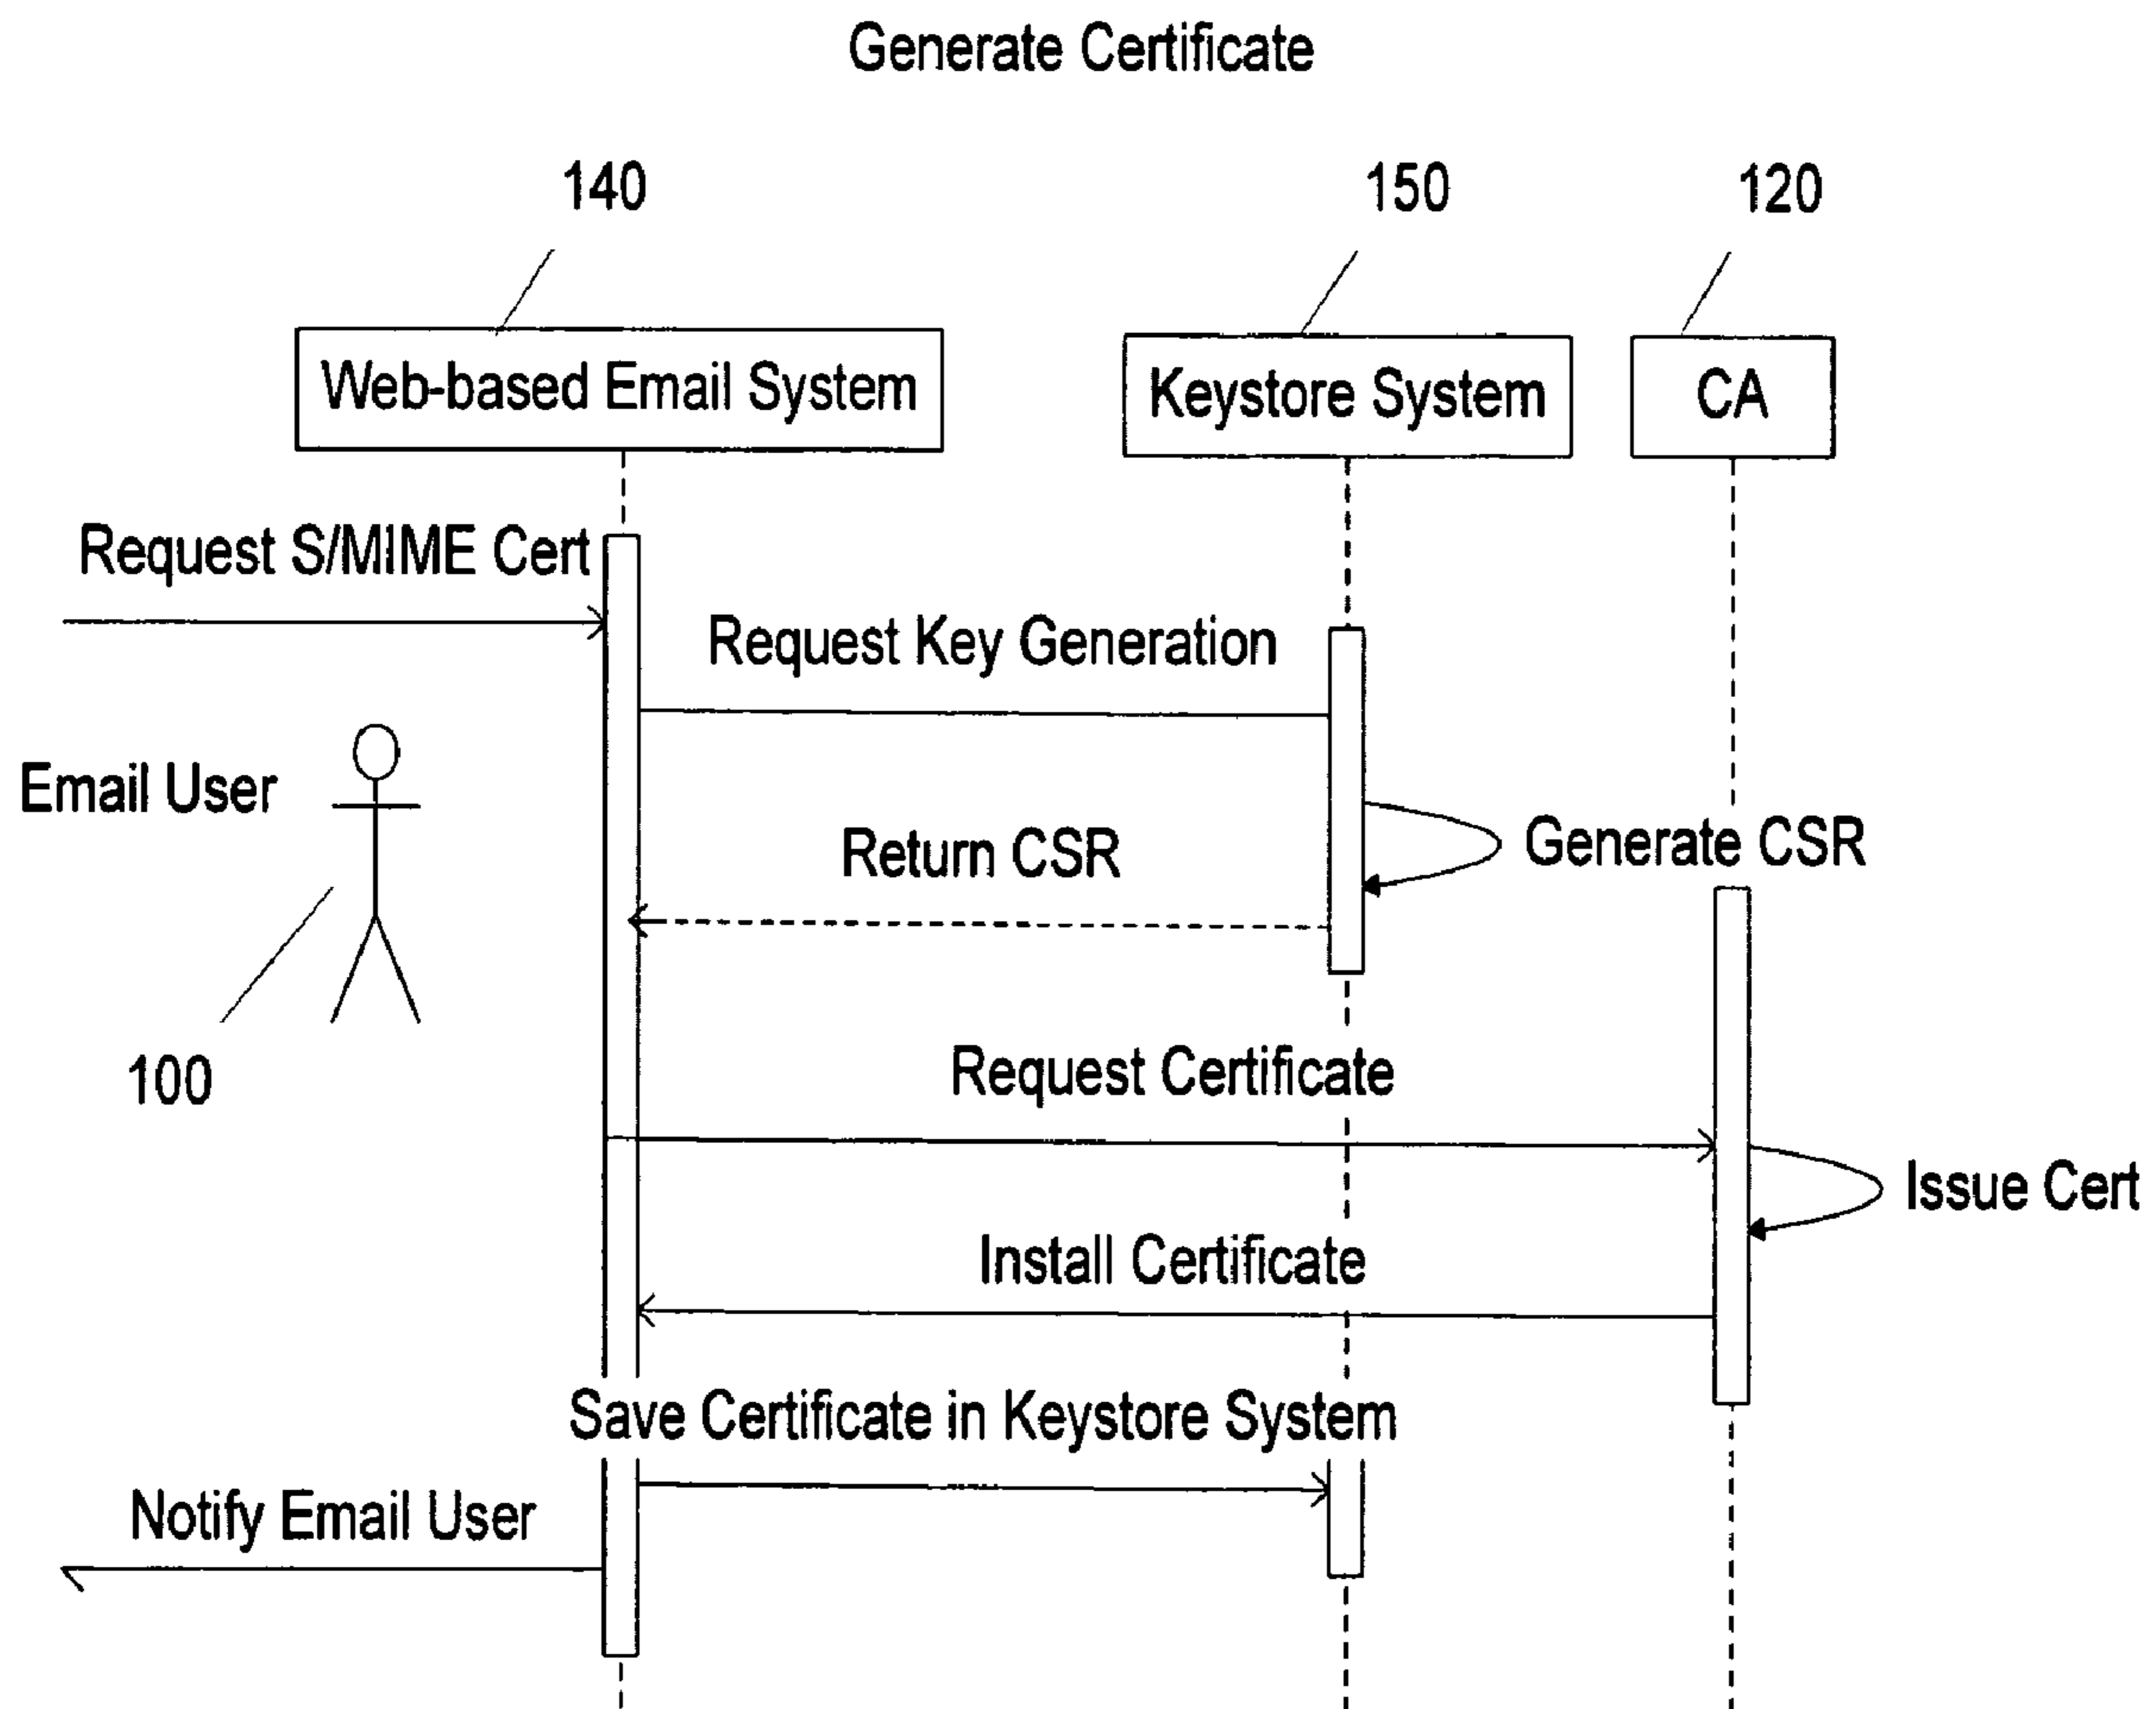 Generate Certificate
140
150
120
Web-based Email System
Keystore System
CA
Request S/MIME Cert
Request Key Generation
Email User
Return CSR
Generate CSR
100
Request Certificate
Issue Cert
Install Certificate
Save Certificate in Keystore System
Notify Email User